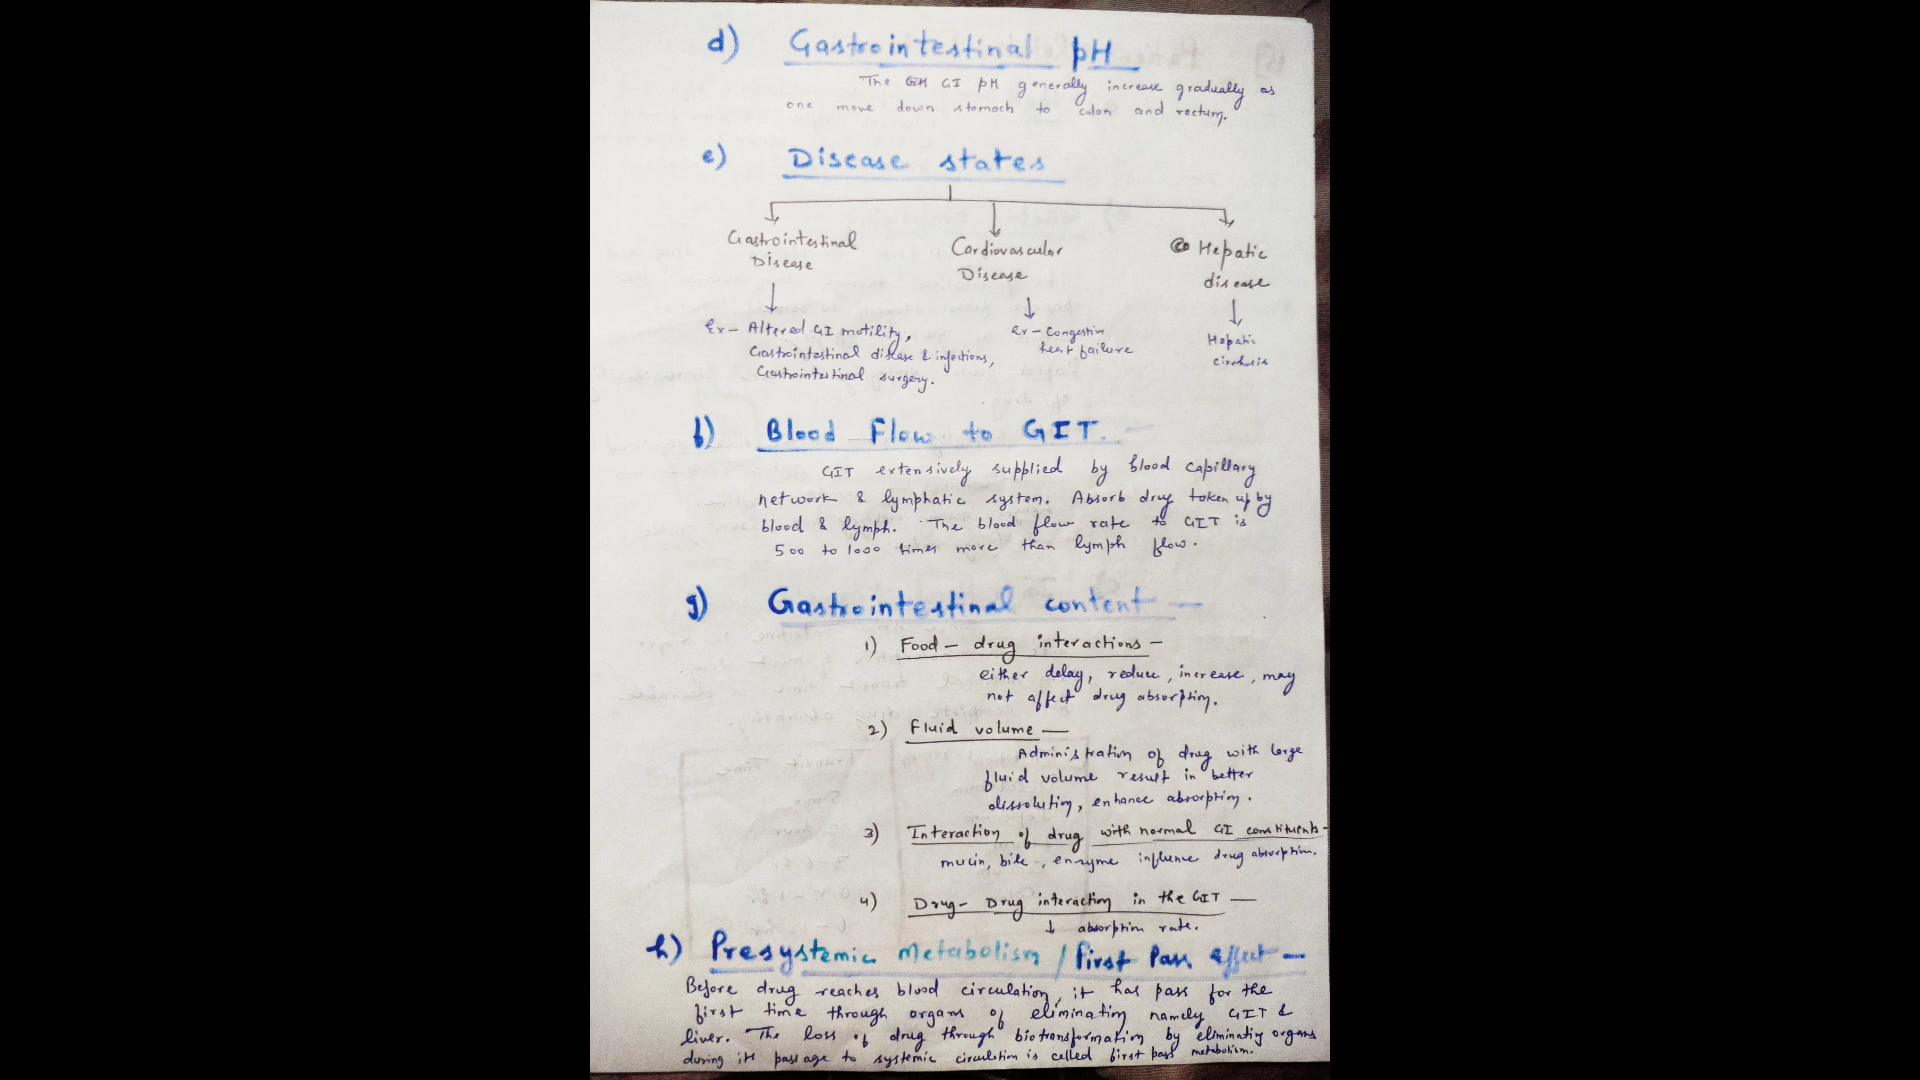 d) Gastrointestinal pH
The GI pH generally increase gradually as
one move down stomach to colon and rectum.
e) Disease states
Gastrointestinal Disease
Cardiovascular Disease
Hepatic disease
Ex- Altered GI motility,
Gastrointestinal disease & infections,
Gastrointestinal surgery.
Ex- Congestiv
heart failure
Hepatic
cirrhosis
f) Blood Flow to GIT. -
GIT extensively supplied by blood capillary
network & lymphatic system. Absorb drug taken up by
blood & lymph. The blood flow rate to GIT is
500 to 1000 times more than lymph flow.
g) Gastrointestinal content -
1) Food - drug interactions -
either delay, reduce, increase, may
not affect drug absorption.
2) Fluid volume -
Administration of drug with large
fluid volume result in better
dissolution, enhance absorption.
3) Interaction of drug with normal GI constituents -
mucin, bile, enzyme influence drug absorption.
4) Drug- Drug interaction in the GIT -
↓ absorption rate.
h) Presystemic Metabolism / First Pass effect -
Before drug reaches blood circulation, it has pass for the
first time through organs of elimination namely GIT &
liver. The loss of drug through biotransformation by eliminating organs
during its passage to systemic circulation is called first pass metabolism.